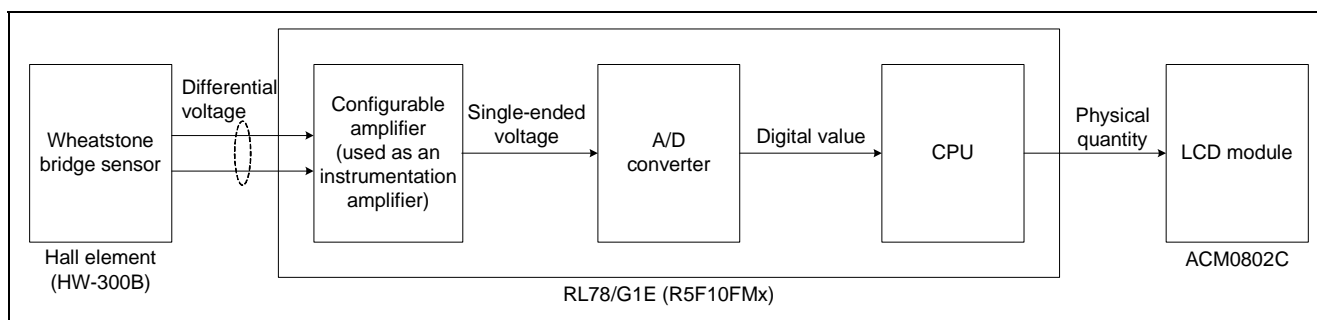 Wheatstone
bridge sensor
Hall element
(HW-300B)
Differential
voltage
Configurable
amplifier
(used as an
instrumentation
amplifier)
Single-ended
voltage
A/D
converter
Digital value
CPU
RL78/G1E (R5F10FMx)
Physical
quantity
LCD module
ACM0802C